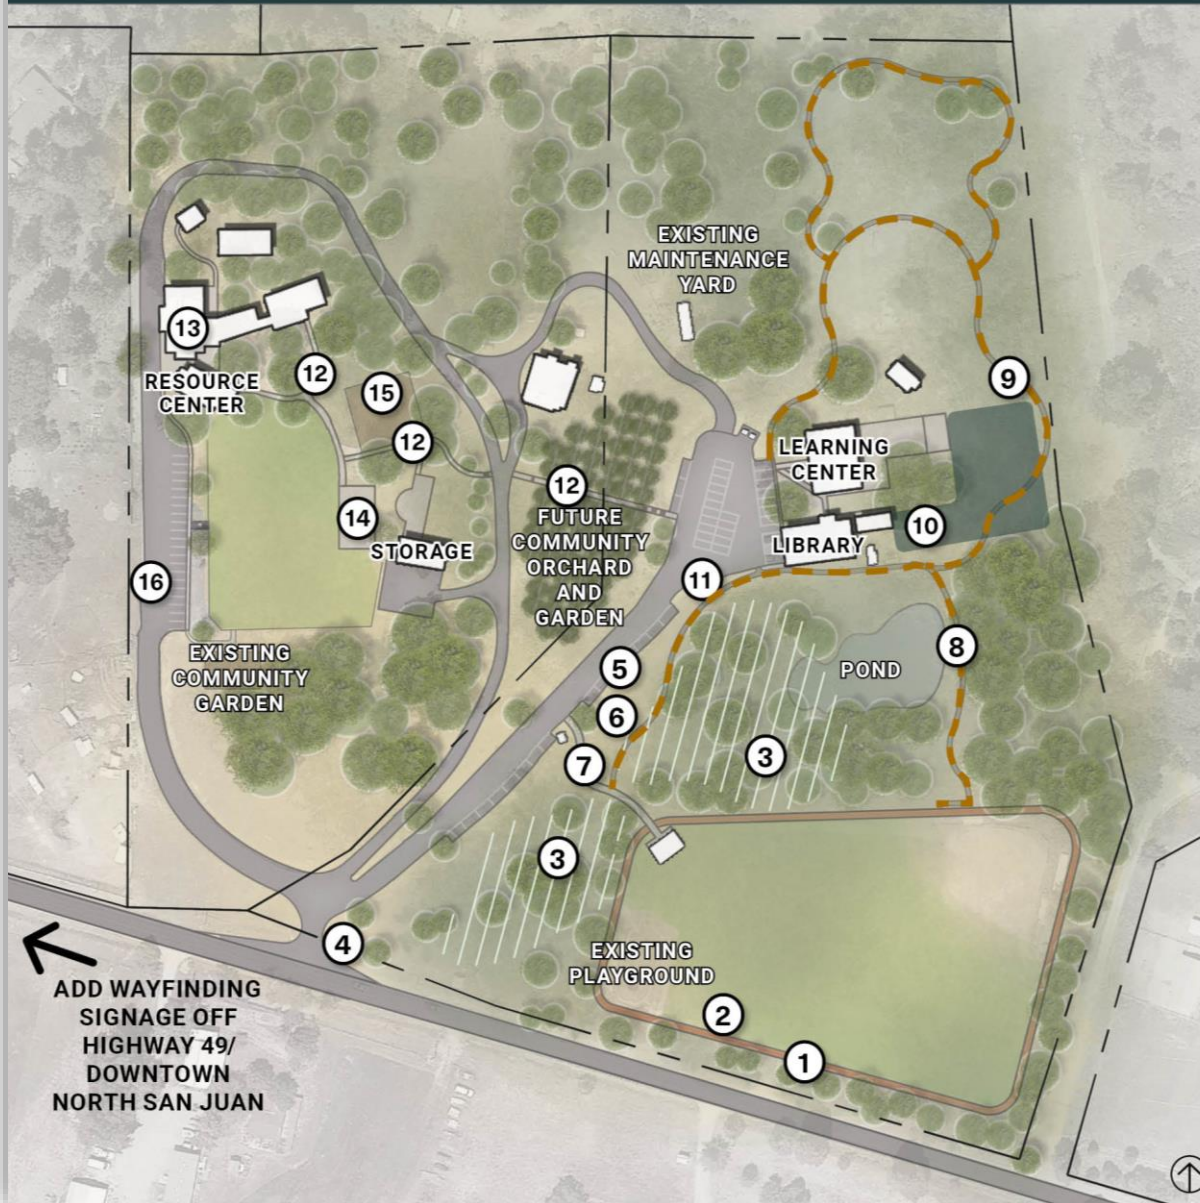 EXISTING
MAINTENANCE
YARD
13
RESOURCE
CENTER
12
15
9
12
LEARNING
CENTER
12
14
FUTURE
COMMUNITY
ORCHARD
AND
GARDEN
10
STORAGE
LIBRARY
16
11
EXISTING
COMMUNITY
GARDEN
5
8
POND
6
7
3
3
4
EXISTING
PLAYGROUND
2
1
ADD WAYFINDING
SIGNAGE OFF
HIGHWAY 49/
DOWNTOWN
NORTH SAN JUAN